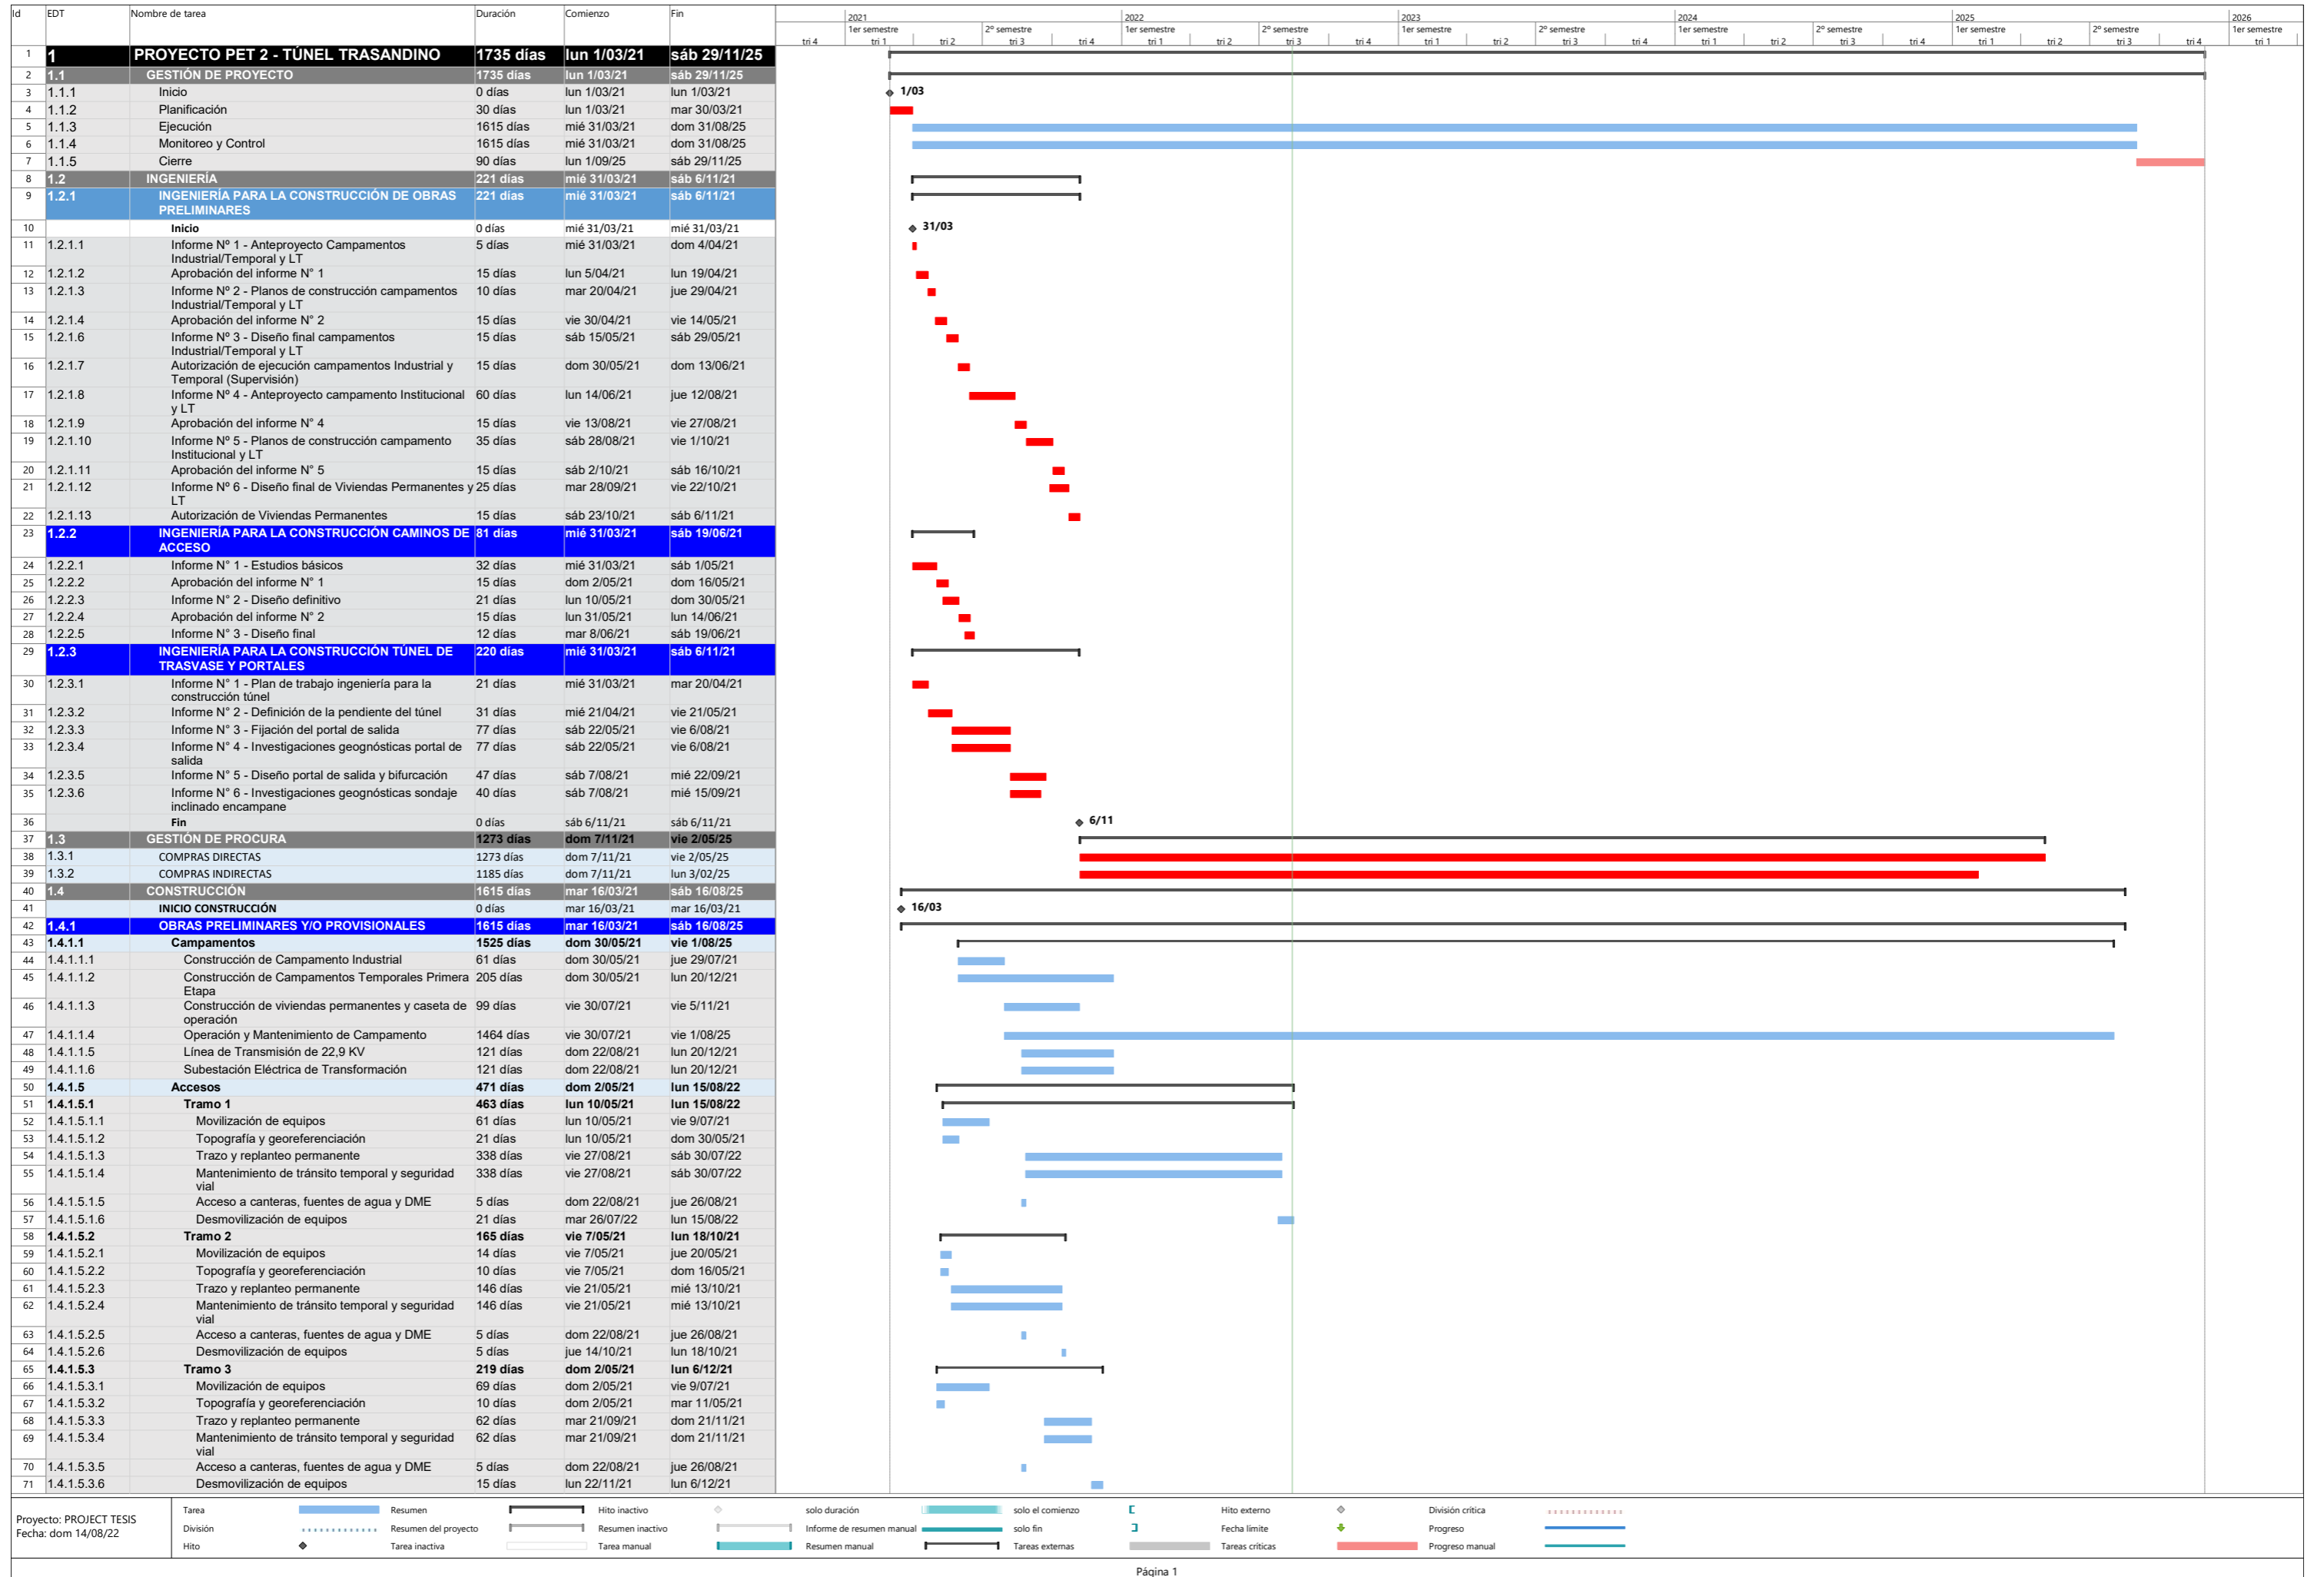 Id EDT Nombre de tarea Duración Comienzo Fin
2021 2022 2023 2024 2025 2026
1er semestre 2º semestre 1er semestre 2º semestre 1er semestre 2º semestre 1er semestre 2º semestre 1er semestre 2º semestre 1er semestre
tri 4 tri 1 tri 2 tri 3 tri 4 tri 1 tri 2 tri 3 tri 4 tri 1 tri 2 tri 3 tri 4 tri 1 tri 2 tri 3 tri 4 tri 1 tri 2 tri 3 tri 4 tri 1
1 1 PROYECTO PET 2 - TÚNEL TRASANDINO 1735 días lun 1/03/21 sáb 29/11/25
2 1.1 GESTIÓN DE PROYECTO 1735 días lun 1/03/21 sáb 29/11/25
3 1.1.1 Inicio 0 días lun 1/03/21 lun 1/03/21 1/03
4 1.1.2 Planificación 30 días lun 1/03/21 mar 30/03/21
5 1.1.3 Ejecución 1615 días mié 31/03/21 dom 31/08/25
6 1.1.4 Monitoreo y Control 1615 días mié 31/03/21 dom 31/08/25
7 1.1.5 Cierre 90 días lun 1/09/25 sáb 29/11/25
8 1.2 INGENIERÍA 221 días mié 31/03/21 sáb 6/11/21
9 1.2.1 INGENIERÍA PARA LA CONSTRUCCIÓN DE OBRAS 221 días mié 31/03/21 sáb 6/11/21
PRELIMINARES
10 Inicio 0 días mié 31/03/21 mié 31/03/21 31/03
11 1.2.1.1 Informe Nº 1 - Anteproyecto Campamentos 5 días mié 31/03/21 dom 4/04/21
Industrial/Temporal y LT
12 1.2.1.2 Aprobación del informe N° 1 15 días lun 5/04/21 lun 19/04/21
13 1.2.1.3 Informe Nº 2 - Planos de construcción campamentos 10 días mar 20/04/21 jue 29/04/21
Industrial/Temporal y LT
14 1.2.1.4 Aprobación del informe N° 2 15 días vie 30/04/21 vie 14/05/21
15 1.2.1.6 Informe Nº 3 - Diseño final campamentos 15 días sáb 15/05/21 sáb 29/05/21
Industrial/Temporal y LT
16 1.2.1.7 Autorización de ejecución campamentos Industrial y 15 días dom 30/05/21 dom 13/06/21
Temporal (Supervisión)
17 1.2.1.8 Informe Nº 4 - Anteproyecto campamento Institucional 60 días lun 14/06/21 jue 12/08/21
y LT
18 1.2.1.9 Aprobación del informe N° 4 15 días vie 13/08/21 vie 27/08/21
19 1.2.1.10 Informe Nº 5 - Planos de construcción campamento 35 días sáb 28/08/21 vie 1/10/21
Institucional y LT
20 1.2.1.11 Aprobación del informe N° 5 15 días sáb 2/10/21 sáb 16/10/21
21 1.2.1.12 Informe Nº 6 - Diseño final de Viviendas Permanentes y 25 días mar 28/09/21 vie 22/10/21
LT
22 1.2.1.13 Autorización de Viviendas Permanentes 15 días sáb 23/10/21 sáb 6/11/21
23 1.2.2 INGENIERÍA PARA LA CONSTRUCCIÓN CAMINOS DE 81 días mié 31/03/21 sáb 19/06/21
ACCESO
24 1.2.2.1 Informe N° 1 - Estudios básicos 32 días mié 31/03/21 sáb 1/05/21
25 1.2.2.2 Aprobación del informe N° 1 15 días dom 2/05/21 dom 16/05/21
26 1.2.2.3 Informe N° 2 - Diseño definitivo 21 días lun 10/05/21 dom 30/05/21
27 1.2.2.4 Aprobación del informe N° 2 15 días lun 31/05/21 lun 14/06/21
28 1.2.2.5 Informe N° 3 - Diseño final 12 días mar 8/06/21 sáb 19/06/21
29 1.2.3 INGENIERÍA PARA LA CONSTRUCCIÓN TÚNEL DE 220 días mié 31/03/21 sáb 6/11/21
TRASVASE Y PORTALES
30 1.2.3.1 Informe N° 1 - Plan de trabajo ingeniería para la 21 días mié 31/03/21 mar 20/04/21
construcción túnel
31 1.2.3.2 Informe N° 2 - Definición de la pendiente del túnel 31 días mié 21/04/21 vie 21/05/21
32 1.2.3.3 Informe N° 3 - Fijación del portal de salida 77 días sáb 22/05/21 vie 6/08/21
33 1.2.3.4 Informe N° 4 - Investigaciones geognósticas portal de 77 días sáb 22/05/21 vie 6/08/21
salida
34 1.2.3.5 Informe N° 5 - Diseño portal de salida y bifurcación 47 días sáb 7/08/21 mié 22/09/21
35 1.2.3.6 Informe N° 6 - Investigaciones geognósticas sondaje 40 días sáb 7/08/21 mié 15/09/21
inclinado encampane
36 Fin 0 días sáb 6/11/21 sáb 6/11/21 6/11
37 1.3 GESTIÓN DE PROCURA 1273 días dom 7/11/21 vie 2/05/25
38 1.3.1 COMPRAS DIRECTAS 1273 días dom 7/11/21 vie 2/05/25
39 1.3.2 COMPRAS INDIRECTAS 1185 días dom 7/11/21 lun 3/02/25
40 1.4 CONSTRUCCIÓN 1615 días mar 16/03/21 sáb 16/08/25
41 INICIO CONSTRUCCIÓN 0 días mar 16/03/21 mar 16/03/21 16/03
42 1.4.1 OBRAS PRELIMINARES Y/O PROVISIONALES 1615 días mar 16/03/21 sáb 16/08/25
43 1.4.1.1 Campamentos 1525 días dom 30/05/21 vie 1/08/25
44 1.4.1.1.1 Construcción de Campamento Industrial 61 días dom 30/05/21 jue 29/07/21
45 1.4.1.1.2 Construcción de Campamentos Temporales Primera 205 días dom 30/05/21 lun 20/12/21
Etapa
46 1.4.1.1.3 Construcción de viviendas permanentes y caseta de 99 días vie 30/07/21 vie 5/11/21
operación
47 1.4.1.1.4 Operación y Mantenimiento de Campamento 1464 días vie 30/07/21 vie 1/08/25
48 1.4.1.1.5 Línea de Transmisión de 22,9 KV 121 días dom 22/08/21 lun 20/12/21
49 1.4.1.1.6 Subestación Eléctrica de Transformación 121 días dom 22/08/21 lun 20/12/21
50 1.4.1.5 Accesos 471 días dom 2/05/21 lun 15/08/22
51 1.4.1.5.1 Tramo 1 463 días lun 10/05/21 lun 15/08/22
52 1.4.1.5.1.1 Movilización de equipos 61 días lun 10/05/21 vie 9/07/21
53 1.4.1.5.1.2 Topografía y georeferenciación 21 días lun 10/05/21 dom 30/05/21
54 1.4.1.5.1.3 Trazo y replanteo permanente 338 días vie 27/08/21 sáb 30/07/22
55 1.4.1.5.1.4 Mantenimiento de tránsito temporal y seguridad 338 días vie 27/08/21 sáb 30/07/22
vial
56 1.4.1.5.1.5 Acceso a canteras, fuentes de agua y DME 5 días dom 22/08/21 jue 26/08/21
57 1.4.1.5.1.6 Desmovilización de equipos 21 días mar 26/07/22 lun 15/08/22
58 1.4.1.5.2 Tramo 2 165 días vie 7/05/21 lun 18/10/21
59 1.4.1.5.2.1 Movilización de equipos 14 días vie 7/05/21 jue 20/05/21
60 1.4.1.5.2.2 Topografía y georeferenciación 10 días vie 7/05/21 dom 16/05/21
61 1.4.1.5.2.3 Trazo y replanteo permanente 146 días vie 21/05/21 mié 13/10/21
62 1.4.1.5.2.4 Mantenimiento de tránsito temporal y seguridad 146 días vie 21/05/21 mié 13/10/21
vial
63 1.4.1.5.2.5 Acceso a canteras, fuentes de agua y DME 5 días dom 22/08/21 jue 26/08/21
64 1.4.1.5.2.6 Desmovilización de equipos 5 días jue 14/10/21 lun 18/10/21
65 1.4.1.5.3 Tramo 3 219 días dom 2/05/21 lun 6/12/21
66 1.4.1.5.3.1 Movilización de equipos 69 días dom 2/05/21 vie 9/07/21
67 1.4.1.5.3.2 Topografía y georeferenciación 10 días dom 2/05/21 mar 11/05/21
68 1.4.1.5.3.3 Trazo y replanteo permanente 62 días mar 21/09/21 dom 21/11/21
69 1.4.1.5.3.4 Mantenimiento de tránsito temporal y seguridad 62 días mar 21/09/21 dom 21/11/21
vial
70 1.4.1.5.3.5 Acceso a canteras, fuentes de agua y DME 5 días dom 22/08/21 jue 26/08/21
71 1.4.1.5.3.6 Desmovilización de equipos 15 días lun 22/11/21 lun 6/12/21
Proyecto: PROJECT TESIS
Fecha: dom 14/08/22
Tarea Resumen Hito inactivo solo duración solo el comienzo Hito externo División crítica
División Resumen del proyecto Resumen inactivo Informe de resumen manual solo fin Fecha límite Progreso
Hito Tarea inactiva Tarea manual Resumen manual Tareas externas Tareas críticas Progreso manual
Página 1